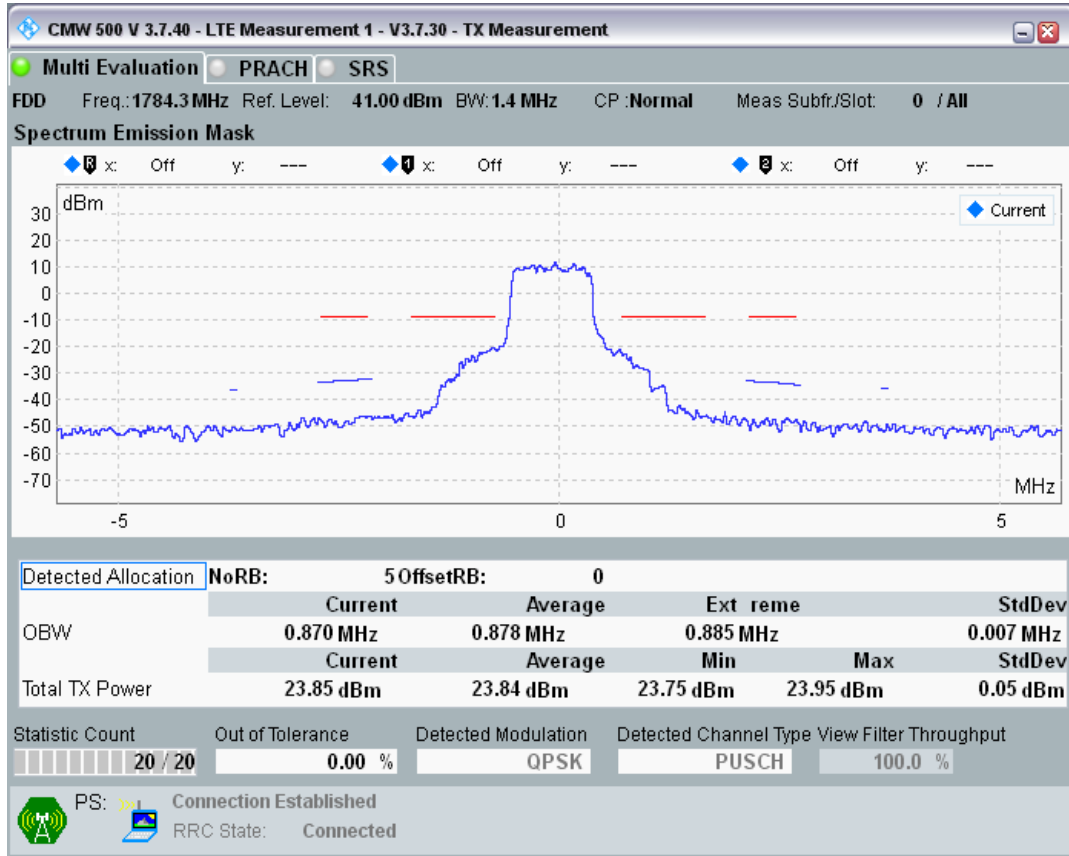 CMW 500 V 3.7.40 - LTE Measurement 1 - V3.7.30 - TX Measurement
Multi Evaluation PRACH SRS
FDD Freq.: 1784.3 MHz Ref. Level: 41.00 dBm BW: 1.4 MHz CP : Normal Meas Subfr./Slot: 0 / All
Spectrum Emission Mask
R x: Off y: --- 1 x: Off y: --- 2 x: Off y: ---
dBm
Current
30
20
10
0
-10
-20
-30
-40
-50
-60
-70
MHz
-5 0 5
Detected Allocation NoRB: 5 OffsetRB: 0
Current Average Ext reme StdDev
OBW 0.870 MHz 0.878 MHz 0.885 MHz 0.007 MHz
Current Average Min Max StdDev
Total TX Power 23.85 dBm 23.84 dBm 23.75 dBm 23.95 dBm 0.05 dBm
Statistic Count Out of Tolerance Detected Modulation Detected Channel Type View Filter Throughput
20 / 20 0.00 % QPSK PUSCH 100.0 %
PS: Connection Established
RRC State: Connected